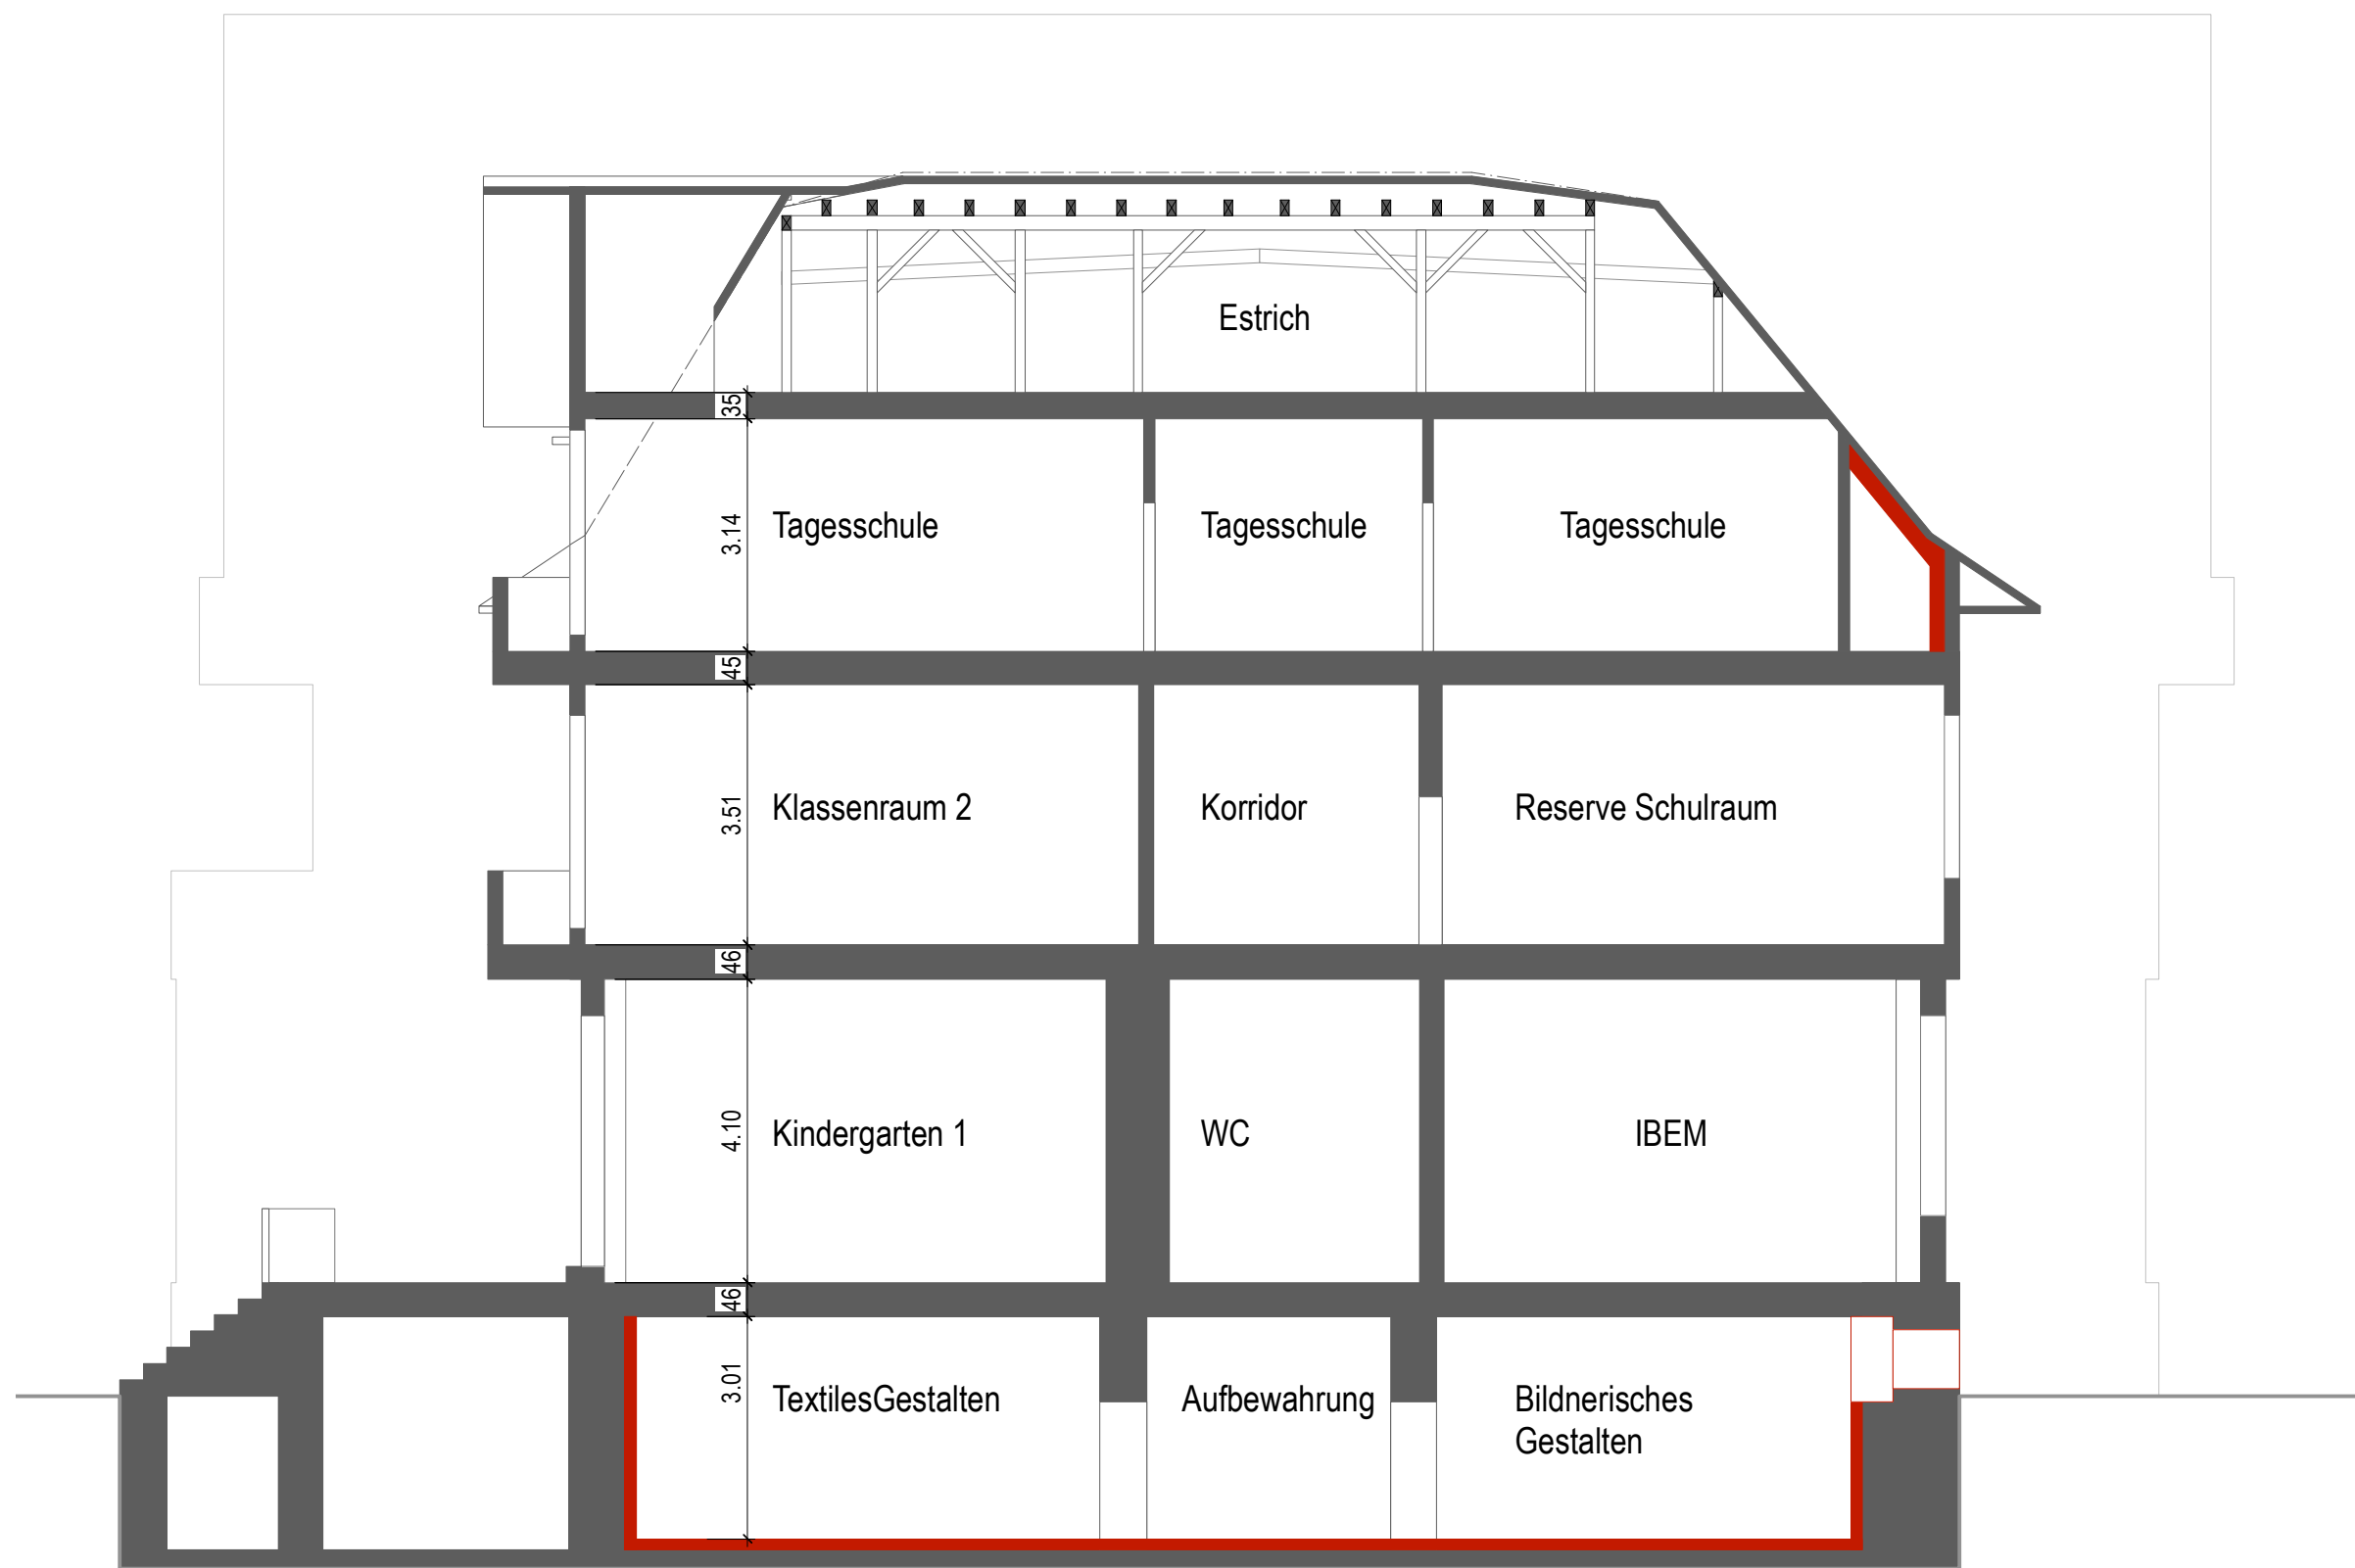 Estrich
35
3.14
Tagesschule
Tagesschule
Tagesschule
45
3.51
Klassenraum 2
Korridor
Reserve Schulraum
46
4.10
Kindergarten 1
WC
IBEM
46
3.01
TextilesGestalten
Aufbewahrung
Bildnerisches
Gestalten